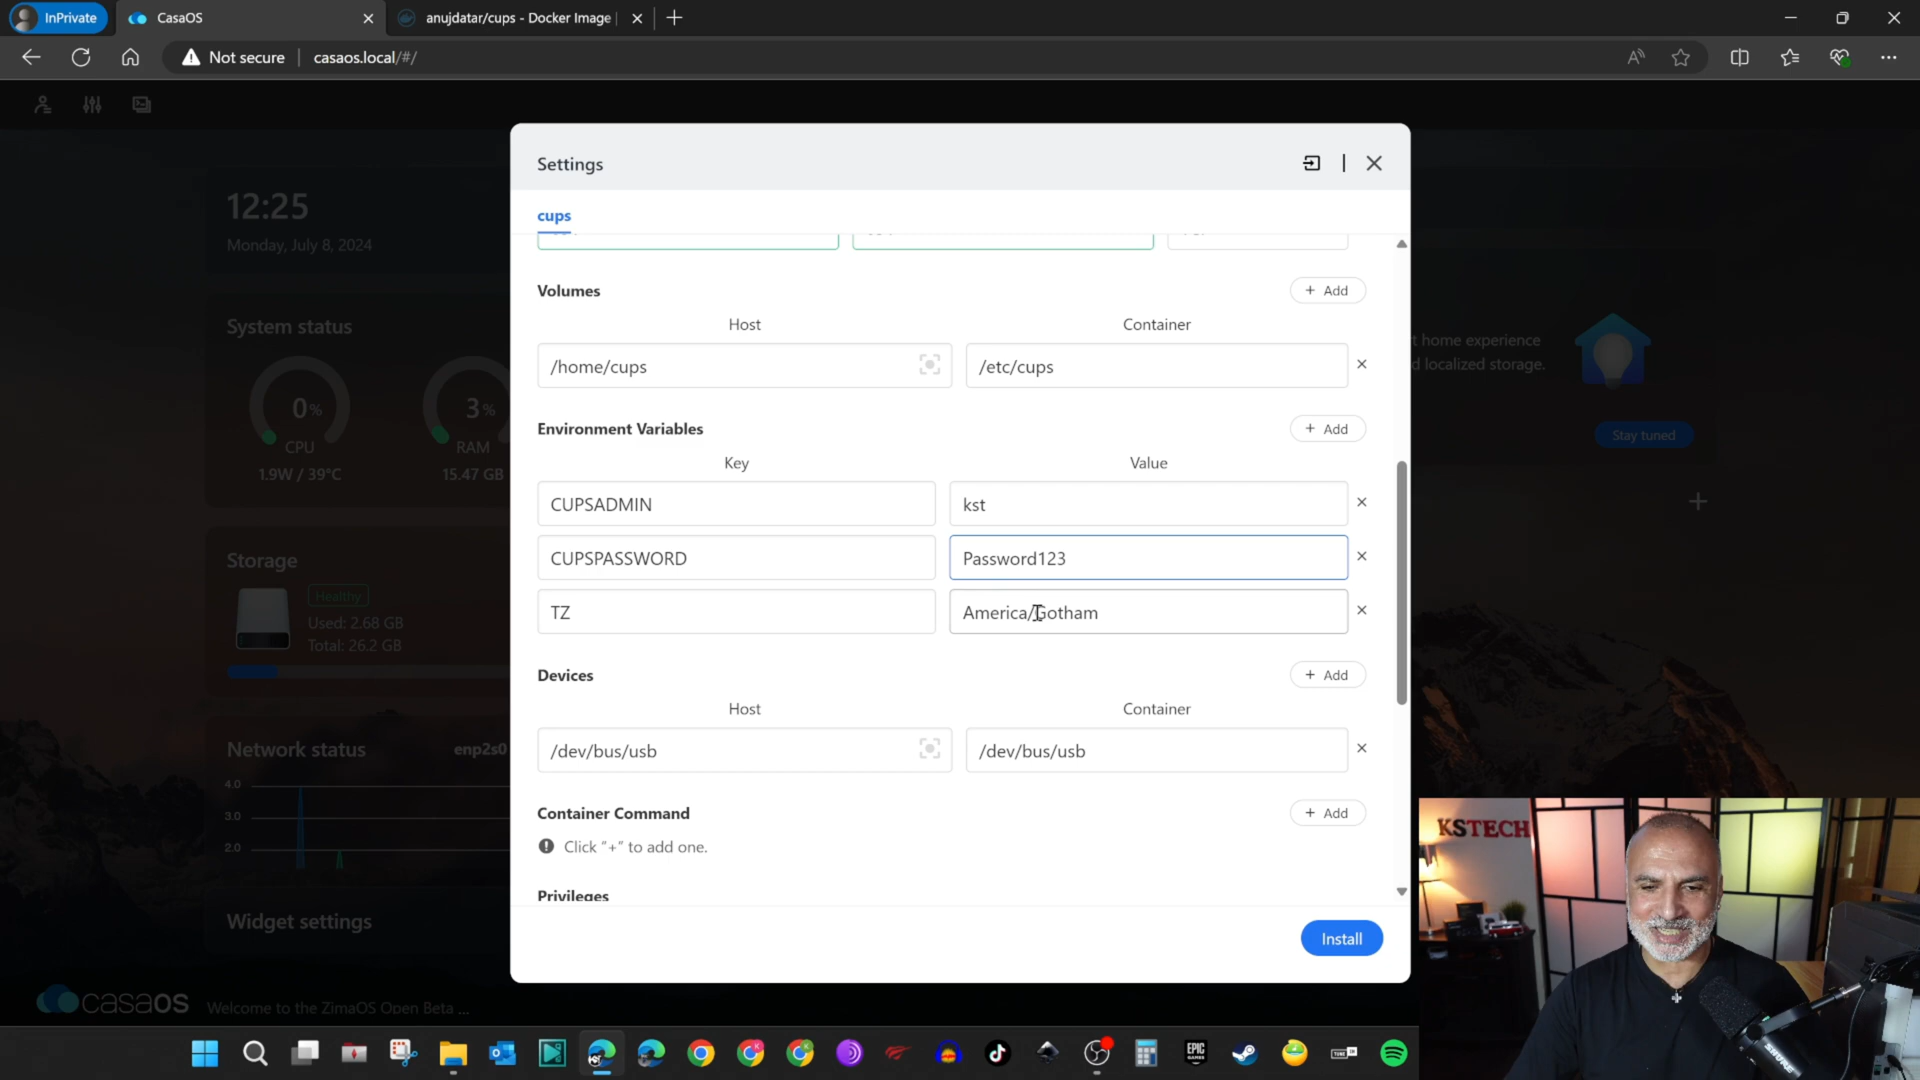 InPrivate
CasaOS
anujdatar/cups - Docker Image
Not secure
casaos.local/#/
12:25
Monday, July 8, 2024
System status
0%
CPU
1.9W / 39°C
3%
RAM
15.47 GB
Storage
Healthy
Used: 2.68 GB
Total: 26.2 GB
Network status
enp2s0
4.0
3.0
2.0
Widget settings
casaos
Welcome to the ZimaOS Open Beta ...
Settings
cups
Volumes
+ Add
Host
Container
/home/cups
/etc/cups
Environment Variables
+ Add
Key
Value
CUPSADMIN
kst
CUPSPASSWORD
Password123
TZ
America/Gotham
Devices
+ Add
Host
Container
/dev/bus/usb
/dev/bus/usb
Container Command
+ Add
Click "+" to add one.
Privileges
Install
t home experience
d localized storage.
Stay tuned
KSTECH
SHURE
EPIC
GAMES